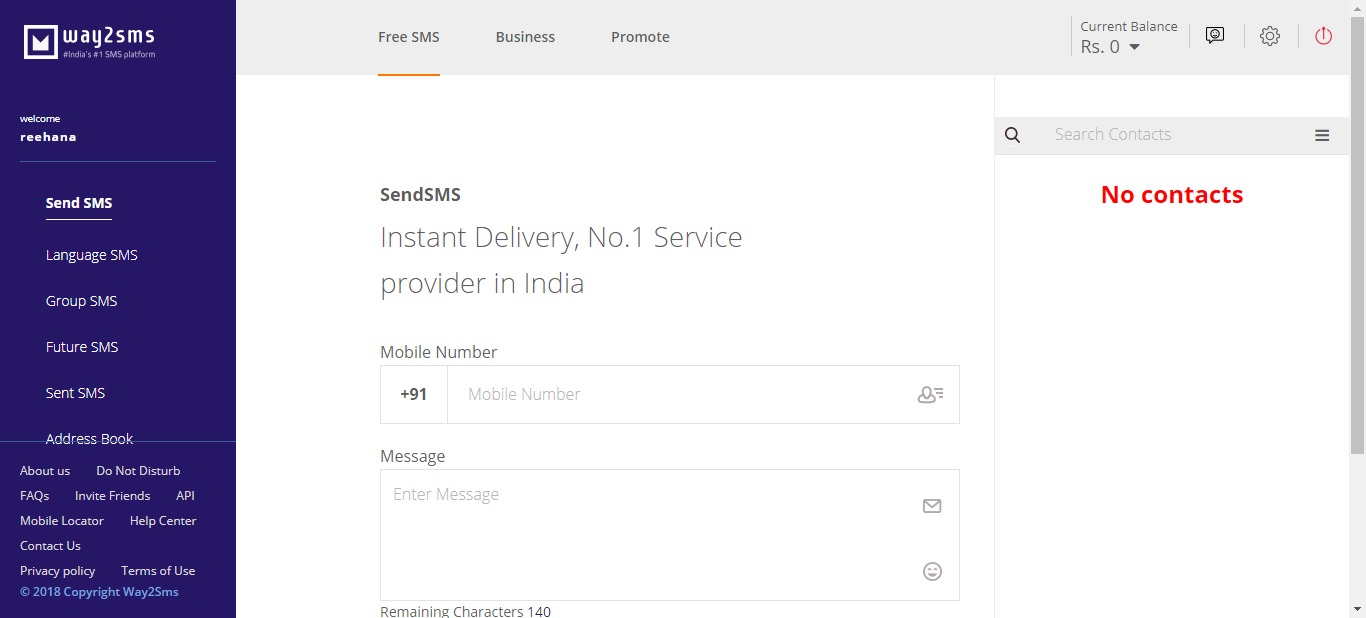 way2sms
#India's #1 SMS platform
welcome
reehana
Send SMS
Language SMS
Group SMS
Future SMS
Sent SMS
Address Book
About us Do Not Disturb
FAQs Invite Friends API
Mobile Locator Help Center
Contact Us
Privacy policy Terms of Use
© 2018 Copyright Way2Sms
Free SMS Business Promote
Current Balance
Rs. 0
SendSMS
Instant Delivery, No.1 Service
provider in India
Mobile Number
+91 Mobile Number
Message
Enter Message
Remaining Characters 140
Search Contacts
No contacts